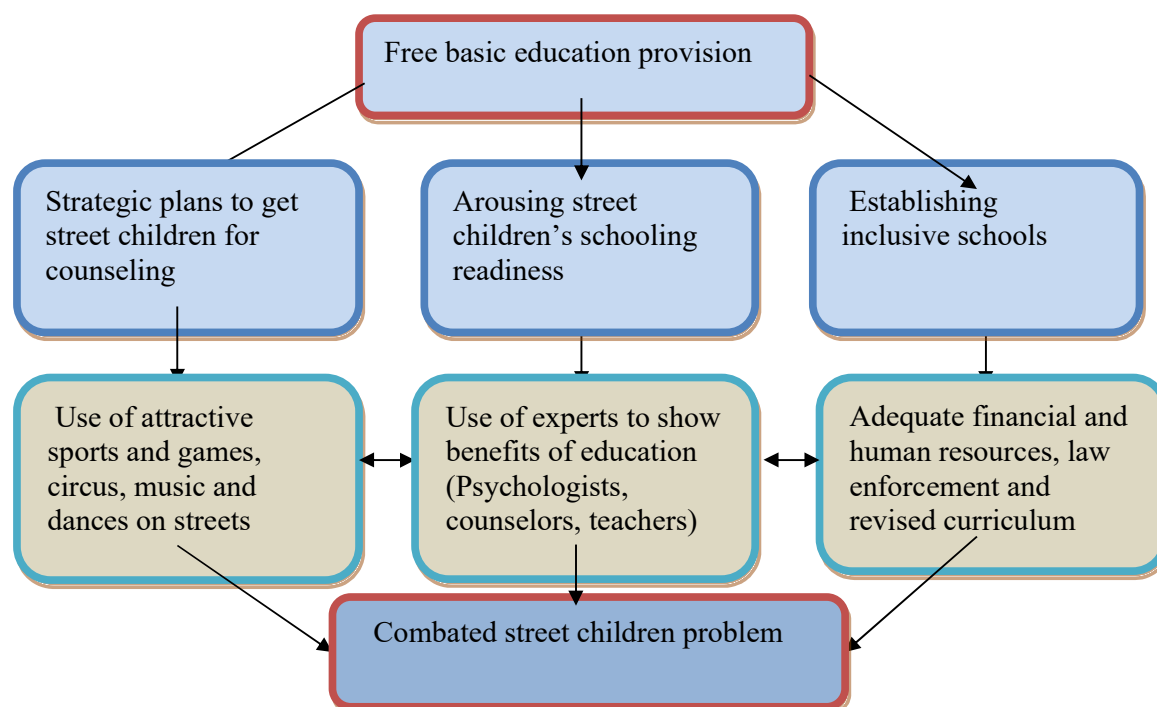 Free basic education provision
Strategic plans to get
street children for
counseling
Arousing street
children’s schooling
readiness
Establishing
inclusive schools
Use of attractive
sports and games,
circus, music and
dances on streets
Use of experts to show
benefits of education
(Psychologists,
counselors, teachers)
Adequate financial and
human resources, law
enforcement and
revised curriculum
Combated street children problem